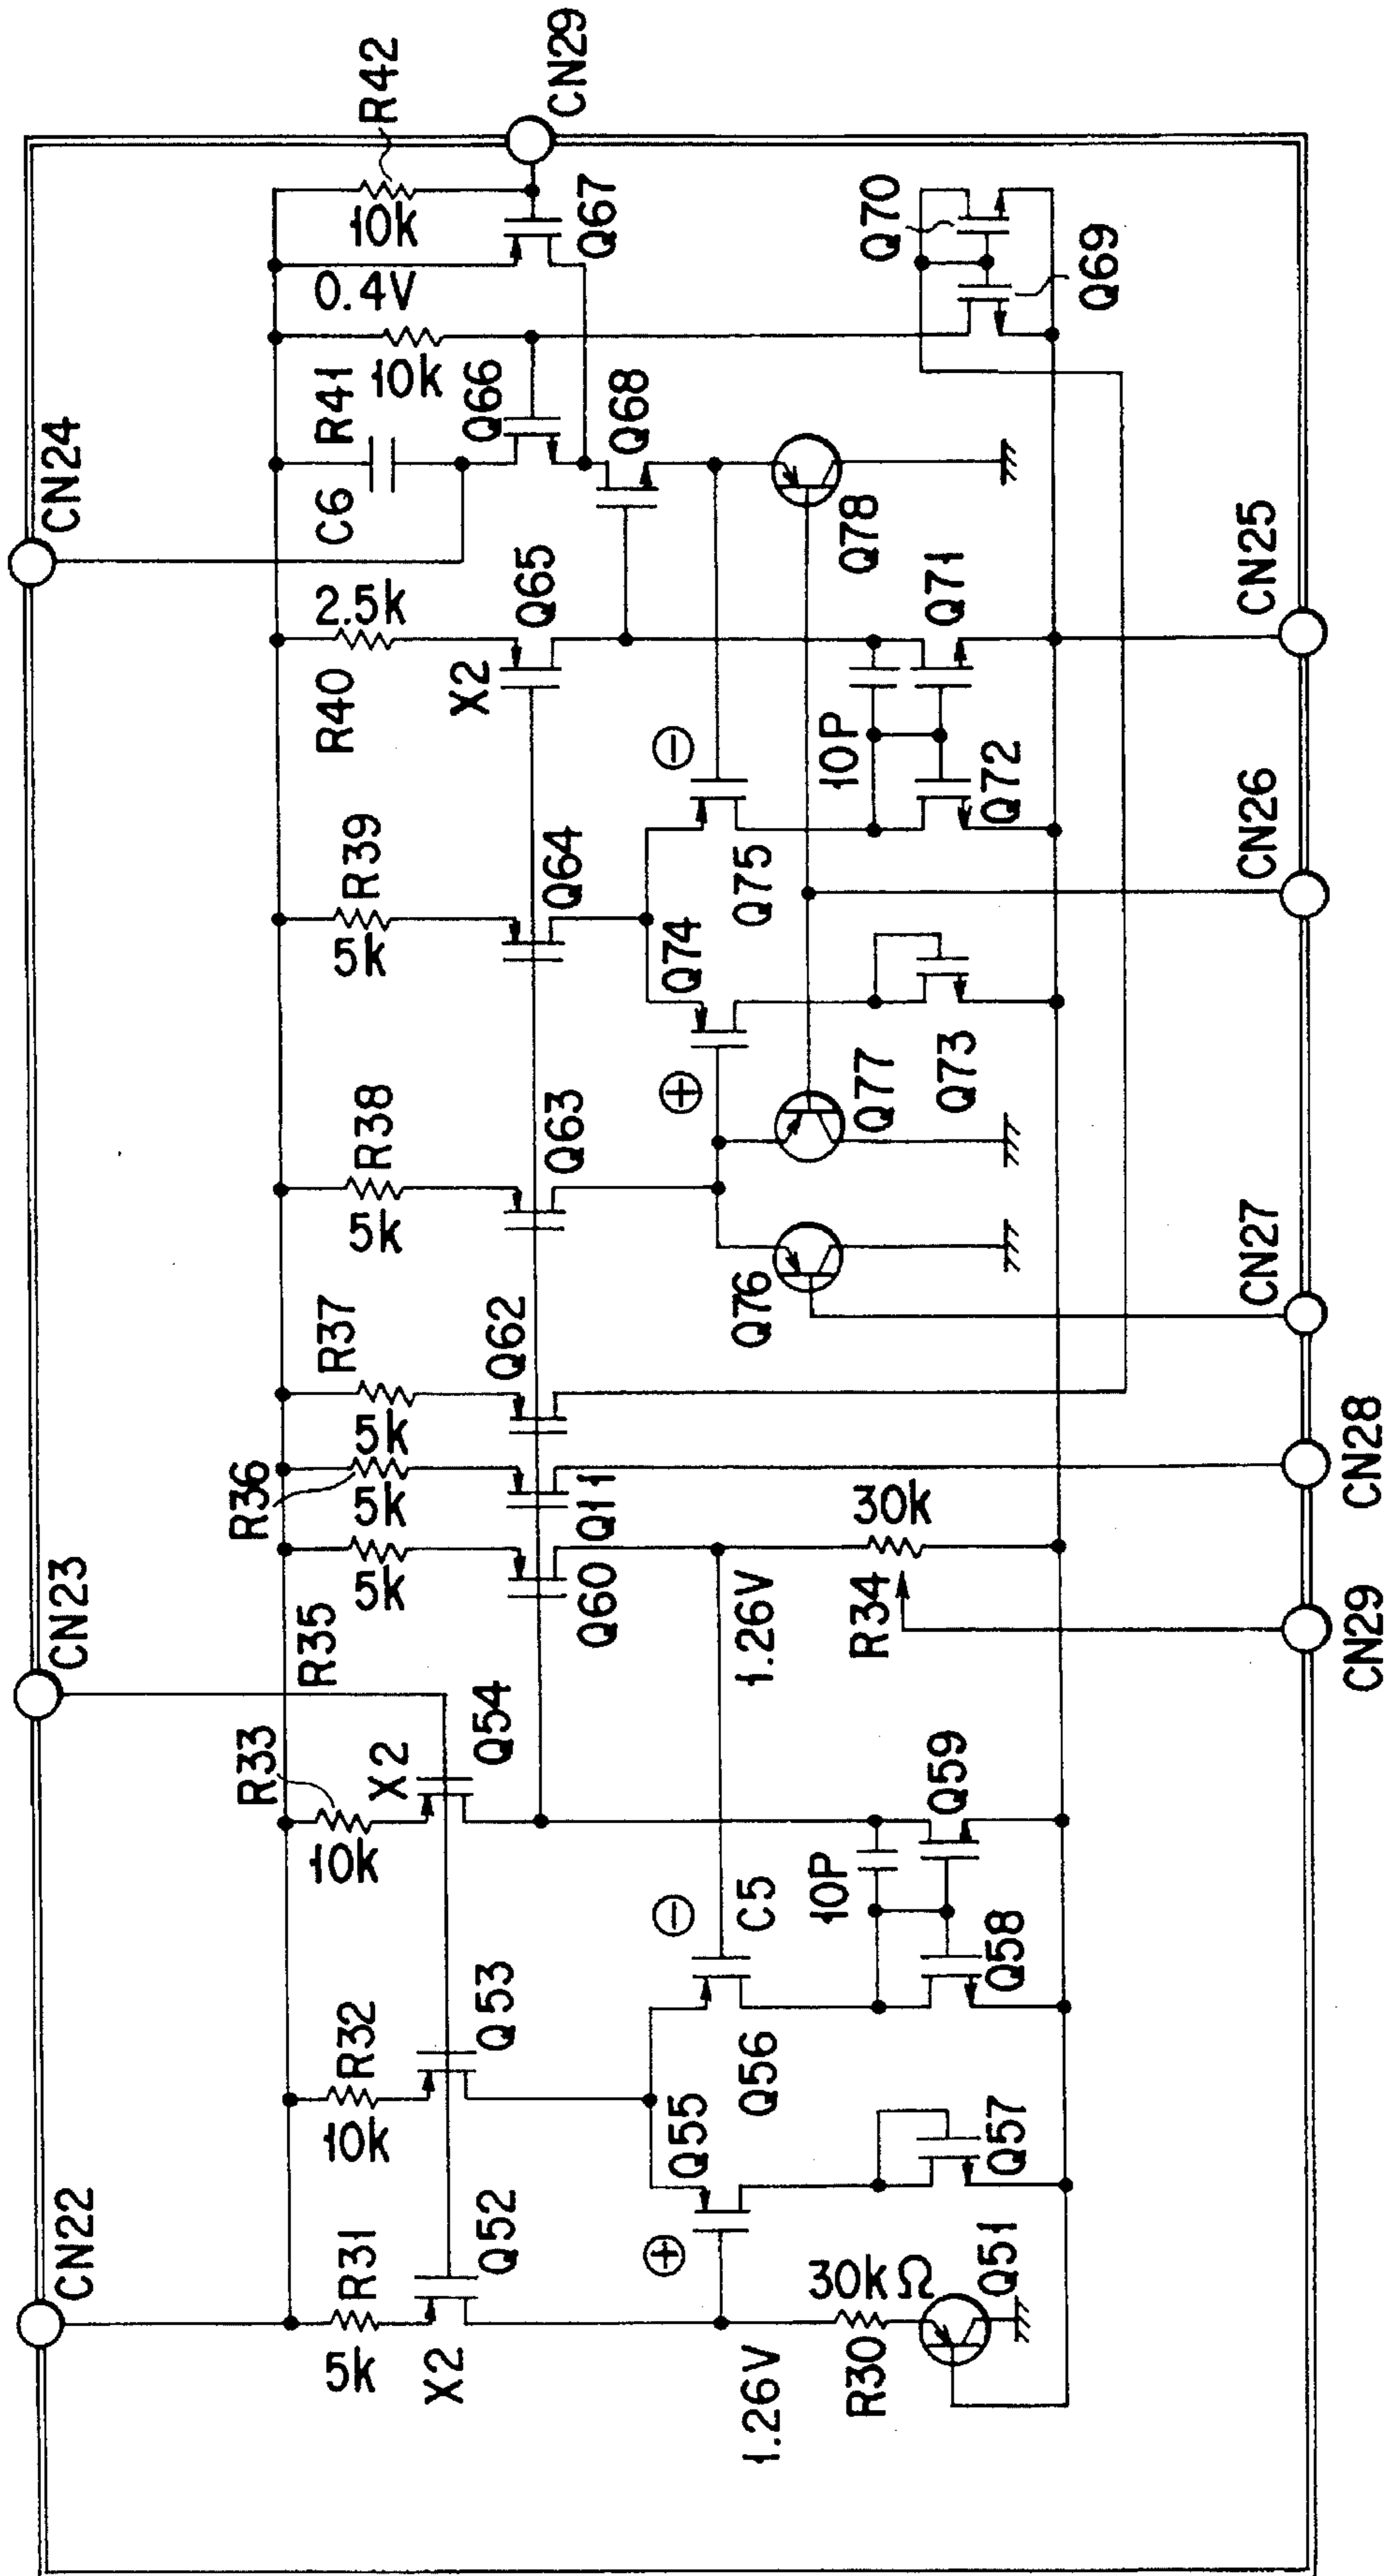 CN22
CN23
CN24
R31
5k
X2
Q52
R32
10k
Q53
R33
10k
X2
Q54
R35
5k
Q60
R36
5k
Q11
R37
5k
Q62
R38
5k
Q63
R39
5k
Q64
R40
2.5k
X2
Q65
C6
R41
10k
0.4V
Q66
Q68
10k
R42
Q67
CN29
1.26V
⊕
Q55
Q56
⊖
C5
1.26V
30kΩ
R30
Q51
Q57
10P
Q58
Q59
R34
30k
Q76
⊕
Q74
Q77
Q73
Q75
⊖
10P
Q72
Q71
Q78
Q70
Q69
CN29
CN28
CN27
CN26
CN25